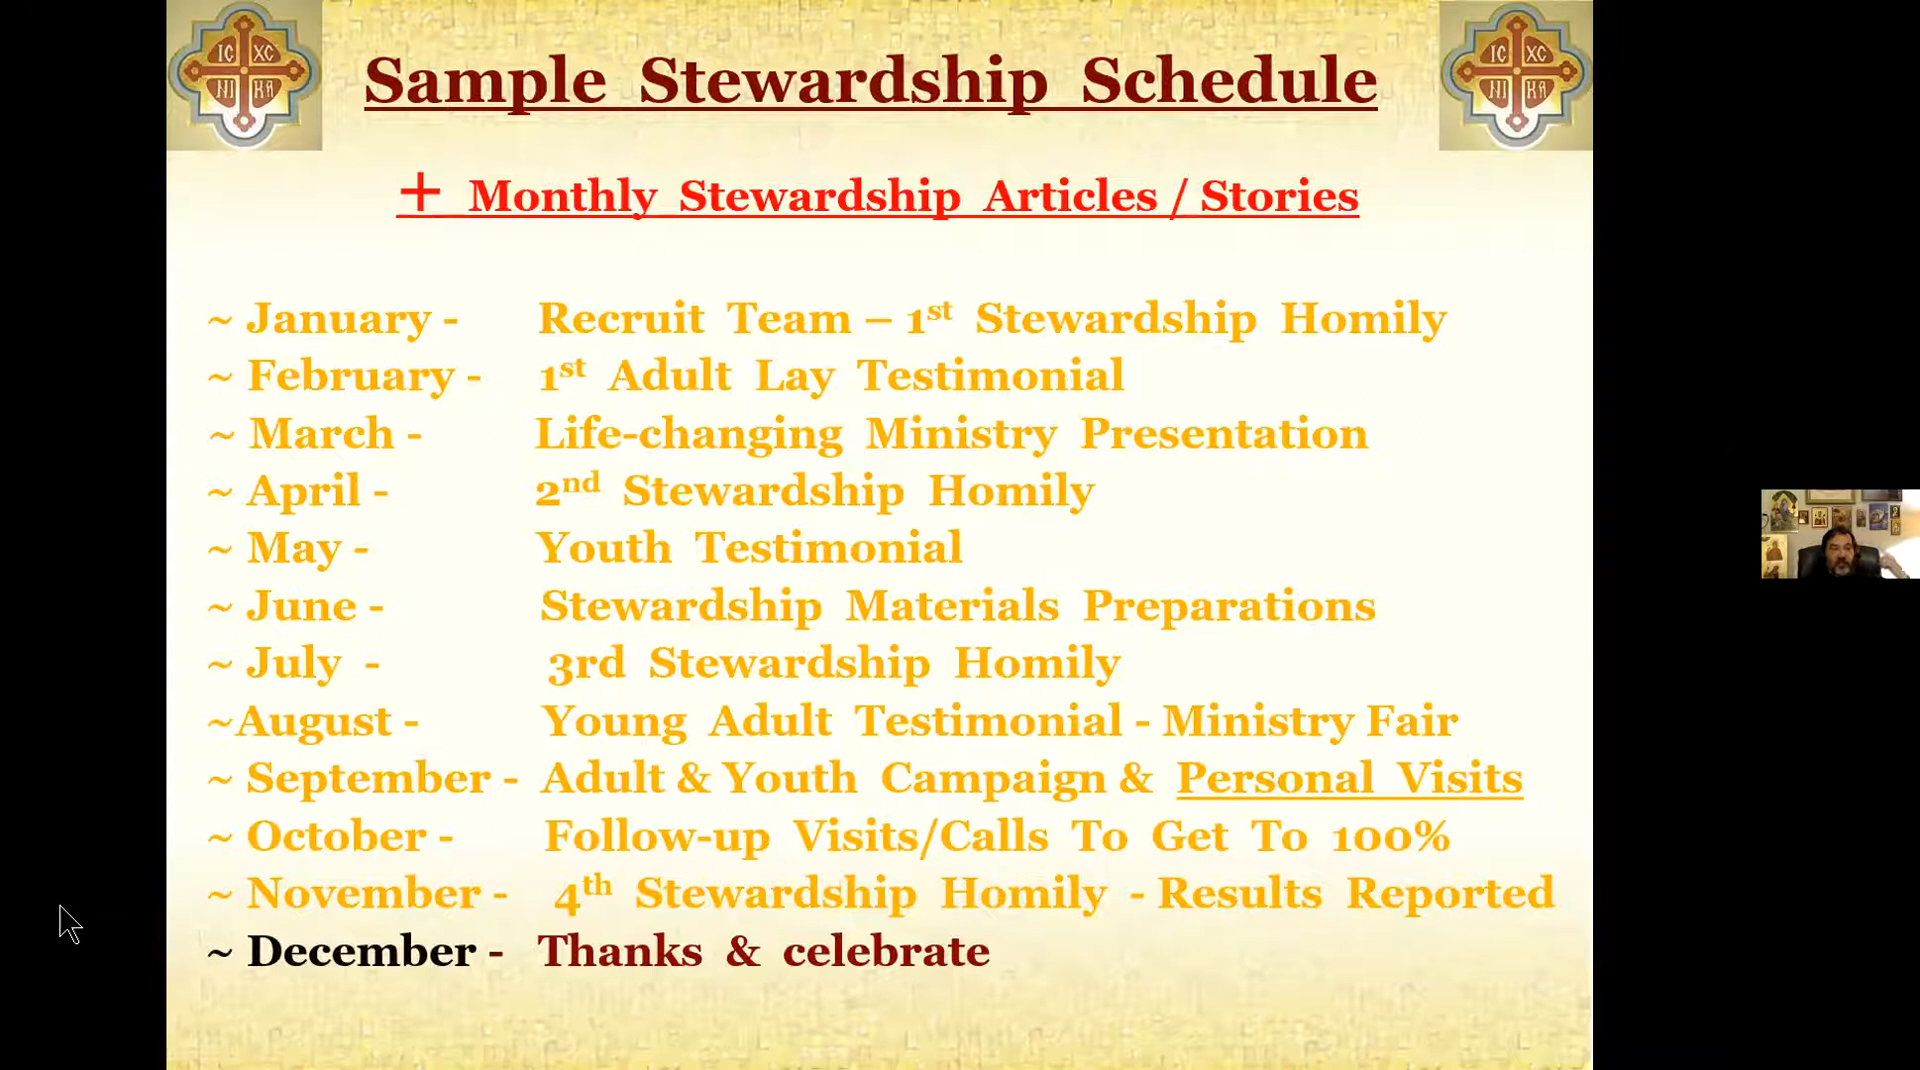 IC XC
NI KA
Sample Stewardship Schedule
IC XC
NI KA
+ Monthly Stewardship Articles / Stories
~ January - Recruit Team – 1st Stewardship Homily
~ February - 1st Adult Lay Testimonial
~ March - Life-changing Ministry Presentation
~ April - 2nd Stewardship Homily
~ May - Youth Testimonial
~ June - Stewardship Materials Preparations
~ July - 3rd Stewardship Homily
~August - Young Adult Testimonial - Ministry Fair
~ September - Adult & Youth Campaign & Personal Visits
~ October - Follow-up Visits/Calls To Get To 100%
~ November - 4th Stewardship Homily - Results Reported
~ December - Thanks & celebrate